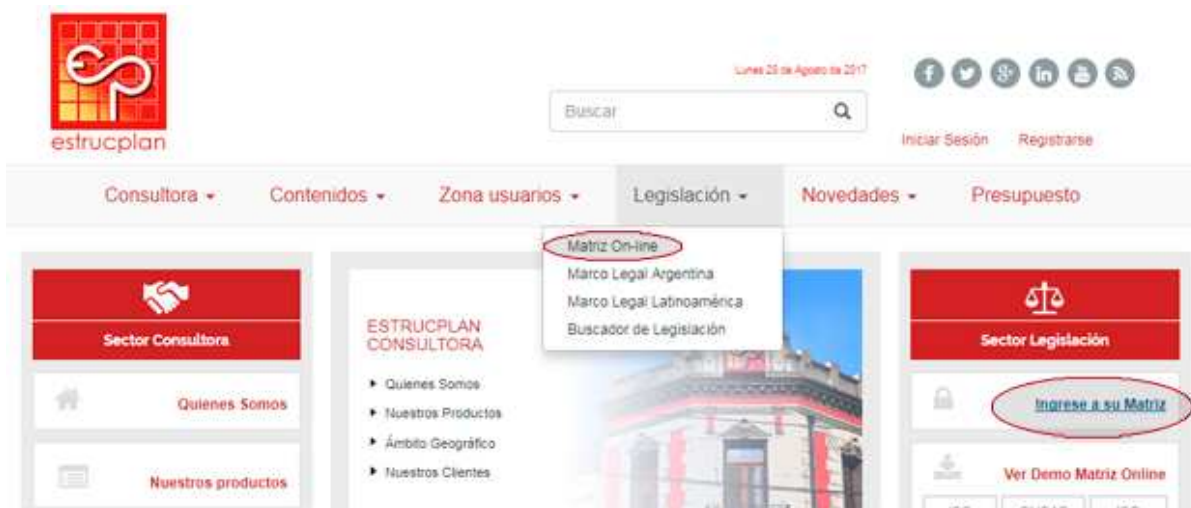 estrucplan
Lunes 28 de Agosto de 2017
Buscar
Iniciar Sesión Registrarse
Consultora Contenidos Zona usuarios Legislación Novedades Presupuesto
Matriz On-line
Marco Legal Argentina
Marco Legal Latinoamérica
Buscador de Legislación
Sector Consultora
Quienes Somos
Nuestros productos
ESTRUCPLAN
CONSULTORA
Quienes Somos
Nuestros Productos
Ámbito Geográfico
Nuestros Clientes
Sector Legislación
Ingrese a su Matriz
Ver Demo Matriz Online